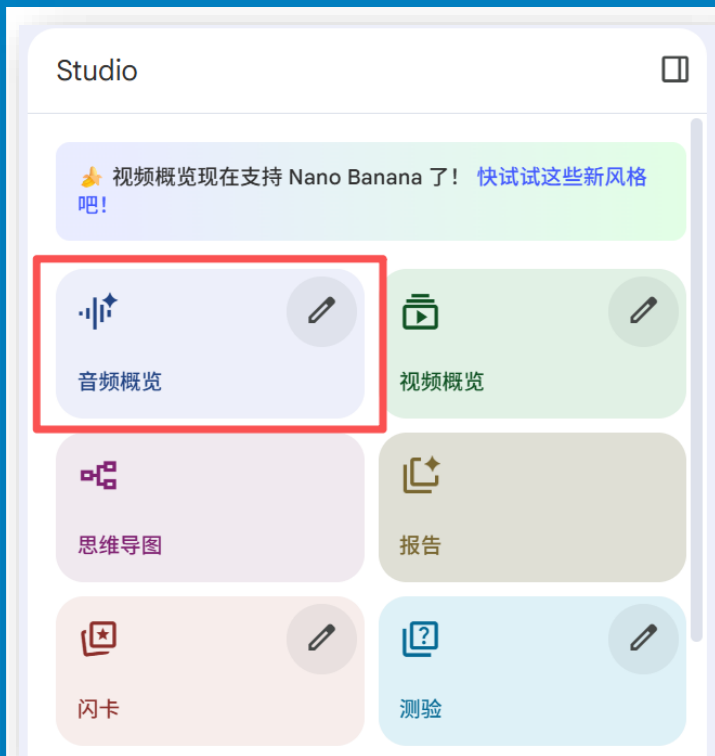 Studio
视频概览现在支持 Nano Banana 了！ 快试试这些新风格
吧！
音频概览
视频概览
思维导图
报告
闪卡
测验